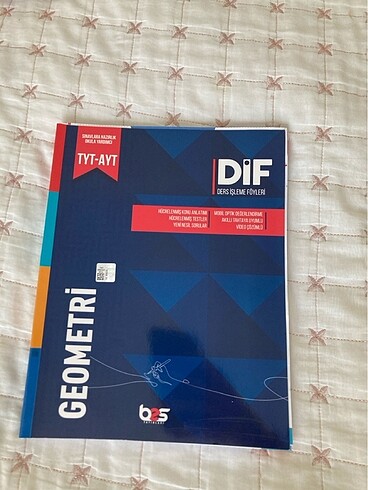 SINAVLARA HAZIRLIK
OKULA YARDIMCI
TYT-AYT
DİF
DERS İŞLEME FÖYLERİ
HÜCRELENMİŞ KONU ANLATIMI
HÜCRELENMİŞ TESTLER
YENİ NESİL SORULAR
MOBİL OPTİK DEĞERLENDİRME
AKILLI TAHTAYA UYUMLU
VİDEO ÇÖZÜMLÜ
GEOMETRİ
bes
YAYINLARI